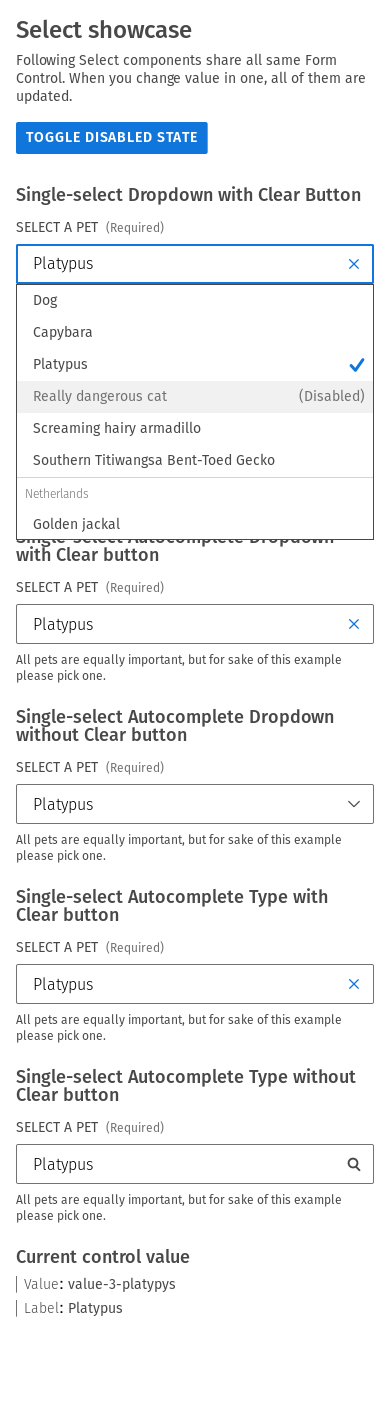 Select showcase
Following Select components share all same Form
Control. When you change value in one, all of them are
updated.
TOGGLE DISABLED STATE
Single-select Dropdown with Clear Button
SELECT A PET (Required)
Platypus
Dog
Capybara
Platypus
Really dangerous cat (Disabled)
Screaming hairy armadillo
Southern Titiwangsa Bent-Toed Gecko
Netherlands
Golden jackal
Single-select Autocomplete Dropdown
with Clear button
SELECT A PET (Required)
Platypus
All pets are equally important, but for sake of this example
please pick one.
Single-select Autocomplete Dropdown
without Clear button
SELECT A PET (Required)
Platypus
All pets are equally important, but for sake of this example
please pick one.
Single-select Autocomplete Type with
Clear button
SELECT A PET (Required)
Platypus
All pets are equally important, but for sake of this example
please pick one.
Single-select Autocomplete Type without
Clear button
SELECT A PET (Required)
Platypus
All pets are equally important, but for sake of this example
please pick one.
Current control value
Value: value-3-platypys
Label: Platypus